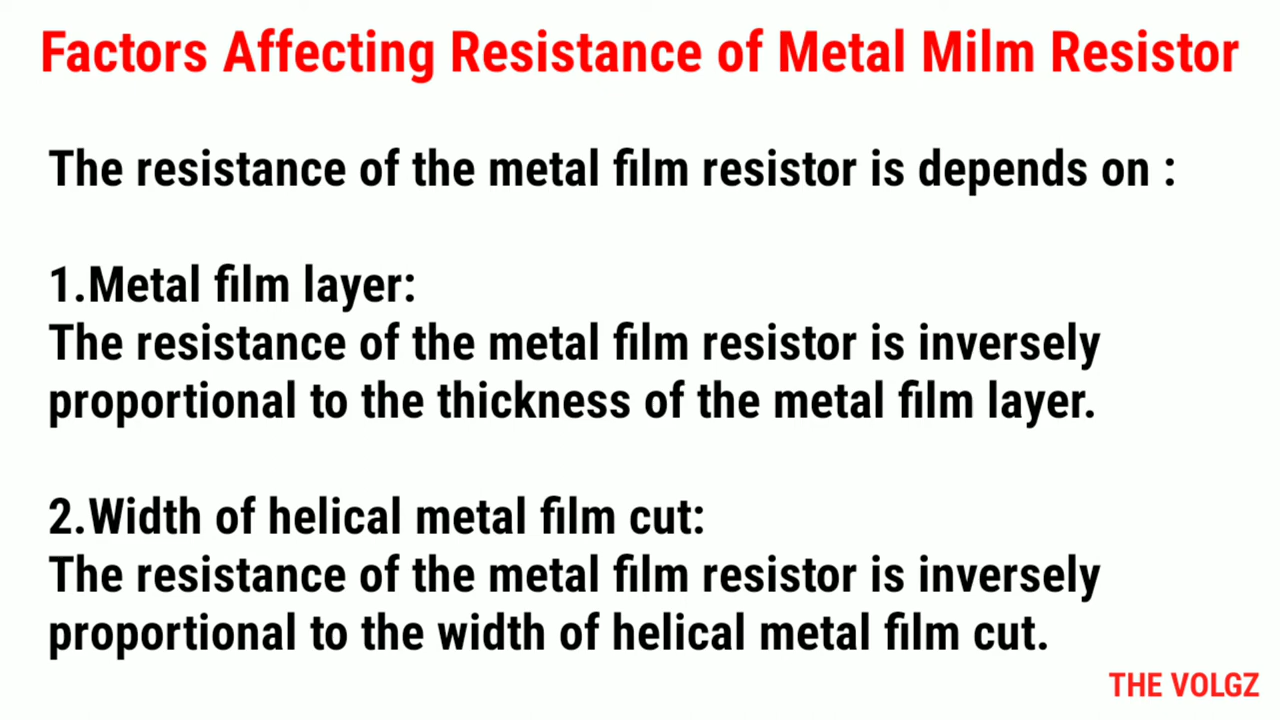 Factors Affecting Resistance of Metal Milm Resistor
The resistance of the metal film resistor is depends on :
1.Metal film layer:
The resistance of the metal film resistor is inversely
proportional to the thickness of the metal film layer.
2.Width of helical metal film cut:
The resistance of the metal film resistor is inversely
proportional to the width of helical metal film cut.
THE VOLGZ